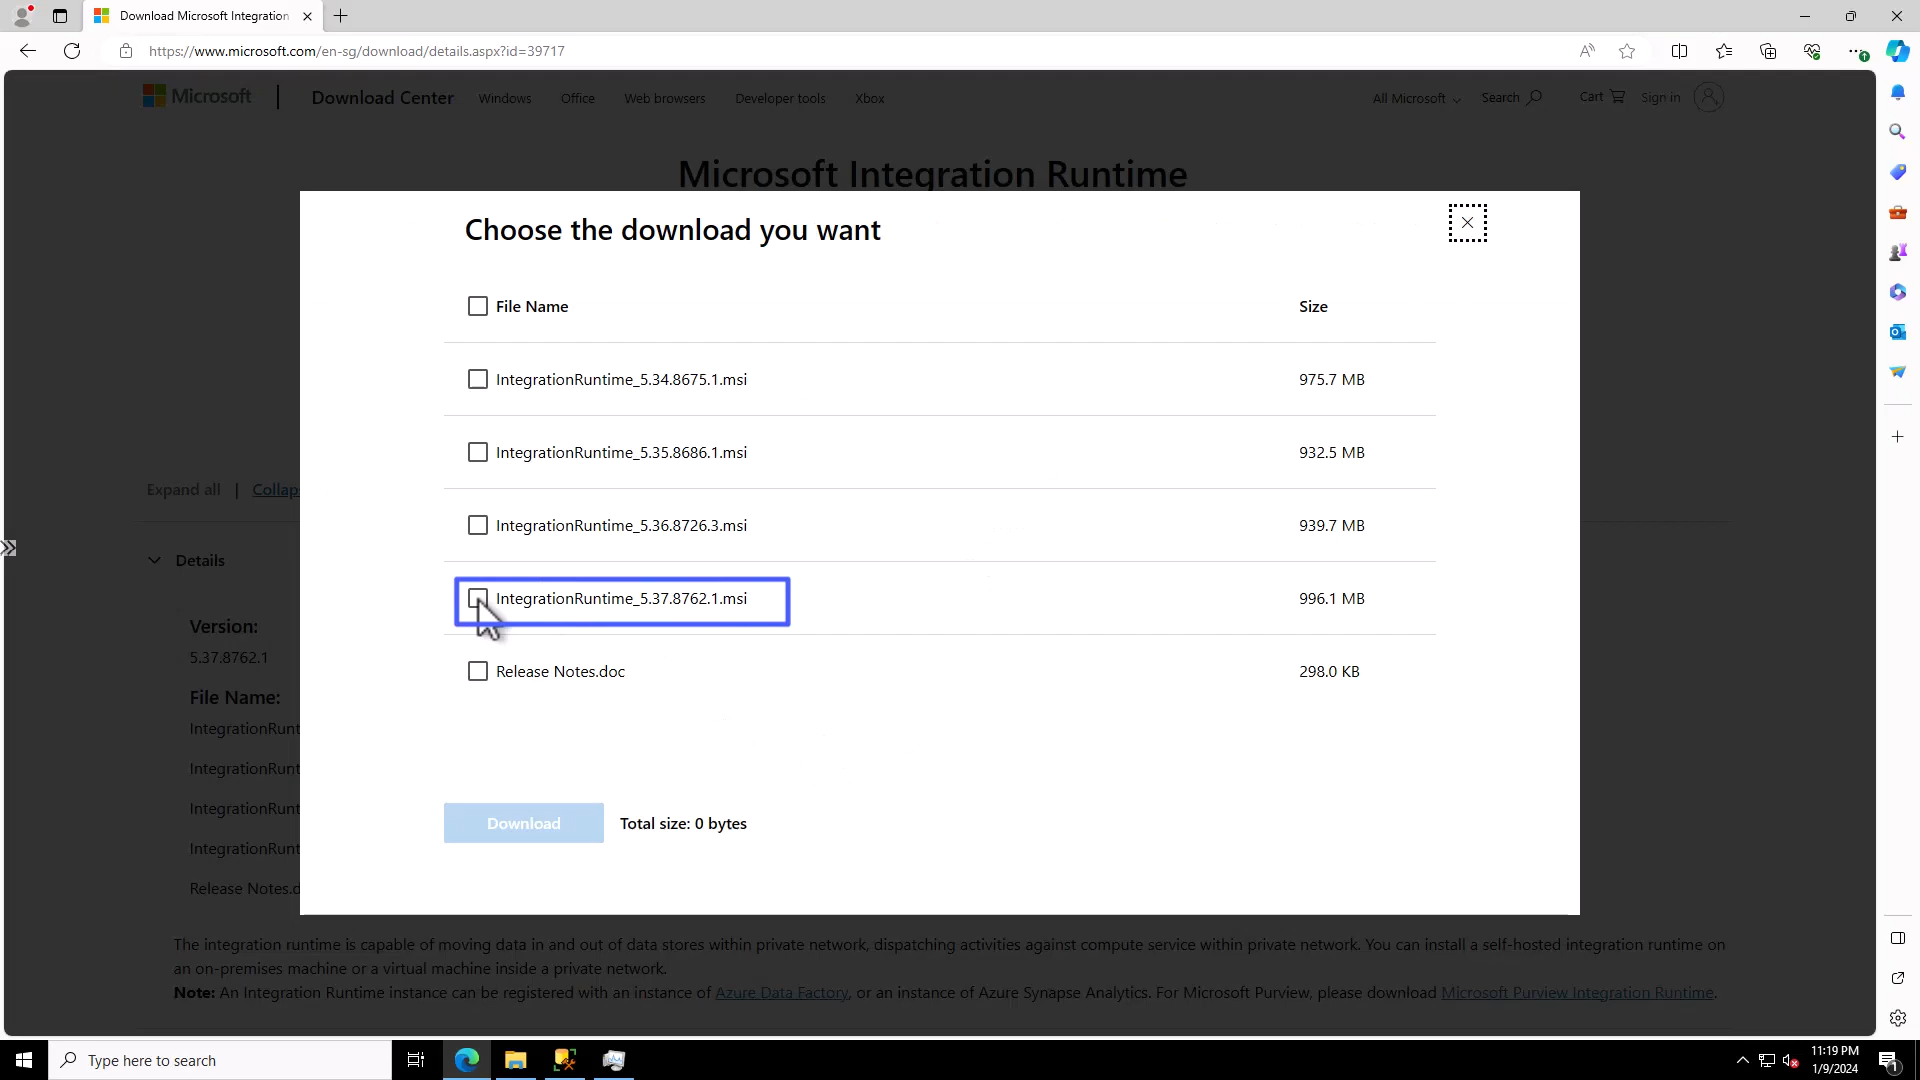 Download Microsoft Integration
https://www.microsoft.com/en-sg/download/details.aspx?id=39717
Microsoft | Download Center Windows Office Web browsers Developer tools Xbox All Microsoft Search Cart Sign in
Microsoft Integration Runtime
Choose the download you want
File Name Size
IntegrationRuntime_5.34.8675.1.msi 975.7 MB
IntegrationRuntime_5.35.8686.1.msi 932.5 MB
IntegrationRuntime_5.36.8726.3.msi 939.7 MB
IntegrationRuntime_5.37.8762.1.msi 996.1 MB
Release Notes.doc 298.0 KB
Download Total size: 0 bytes
Expand all | Collap
Details
Version:
5.37.8762.1
File Name:
IntegrationRunt
IntegrationRunt
IntegrationRunt
IntegrationRunt
Release Notes.d
The integration runtime is capable of moving data in and out of data stores within private network, dispatching activities against compute service within private network. You can install a self-hosted integration runtime on
an on-premises machine or a virtual machine inside a private network.
Note: An Integration Runtime instance can be registered with an instance of Azure Data Factory, or an instance of Azure Synapse Analytics. For Microsoft Purview, please download Microsoft Purview Integration Runtime.
Type here to search
11:19 PM
1/9/2024
1